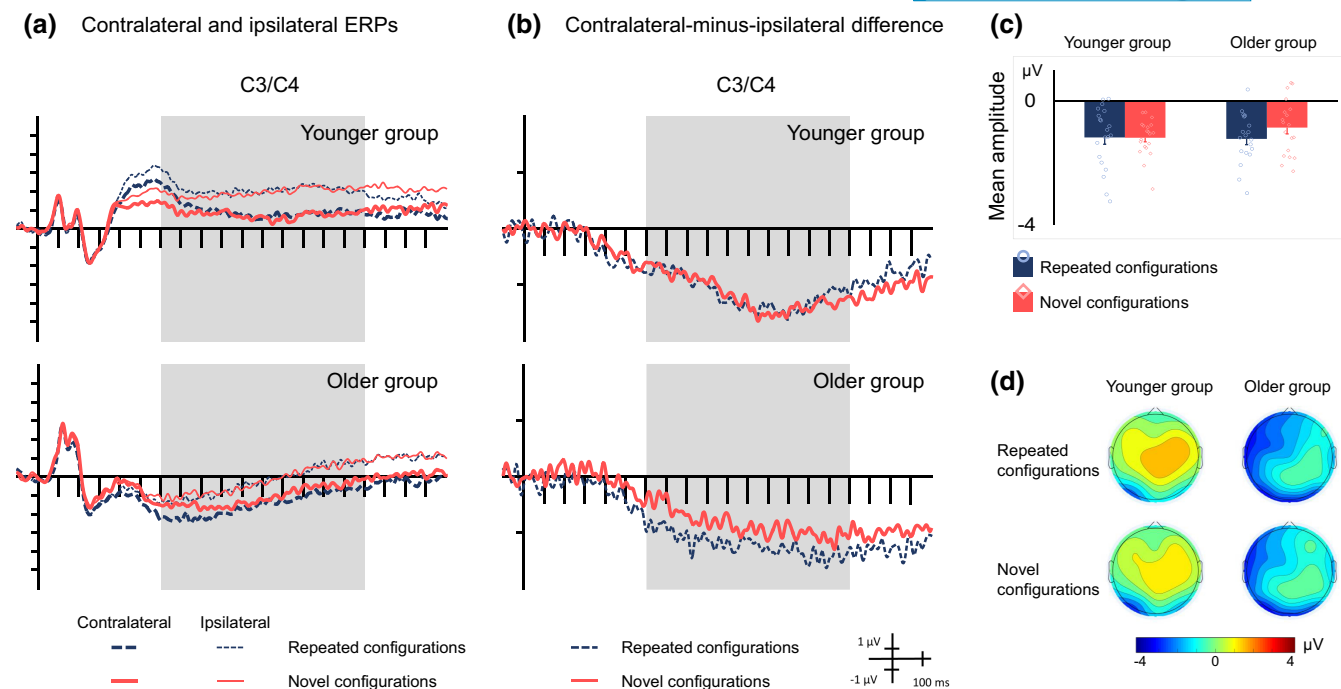 (a) Contralateral and ipsilateral ERPs
C3/C4
Younger group
Older group
Contralateral Ipsilateral
Repeated configurations
Novel configurations
(b) Contralateral-minus-ipsilateral difference
C3/C4
Younger group
Older group
Repeated configurations
Novel configurations
1 µV
-1 µV
100 ms
(c)
Younger group Older group
µV
0
Mean amplitude
-4
Repeated configurations
Novel configurations
(d)
Younger group Older group
Repeated
configurations
Novel
configurations
µV
-4 0 4